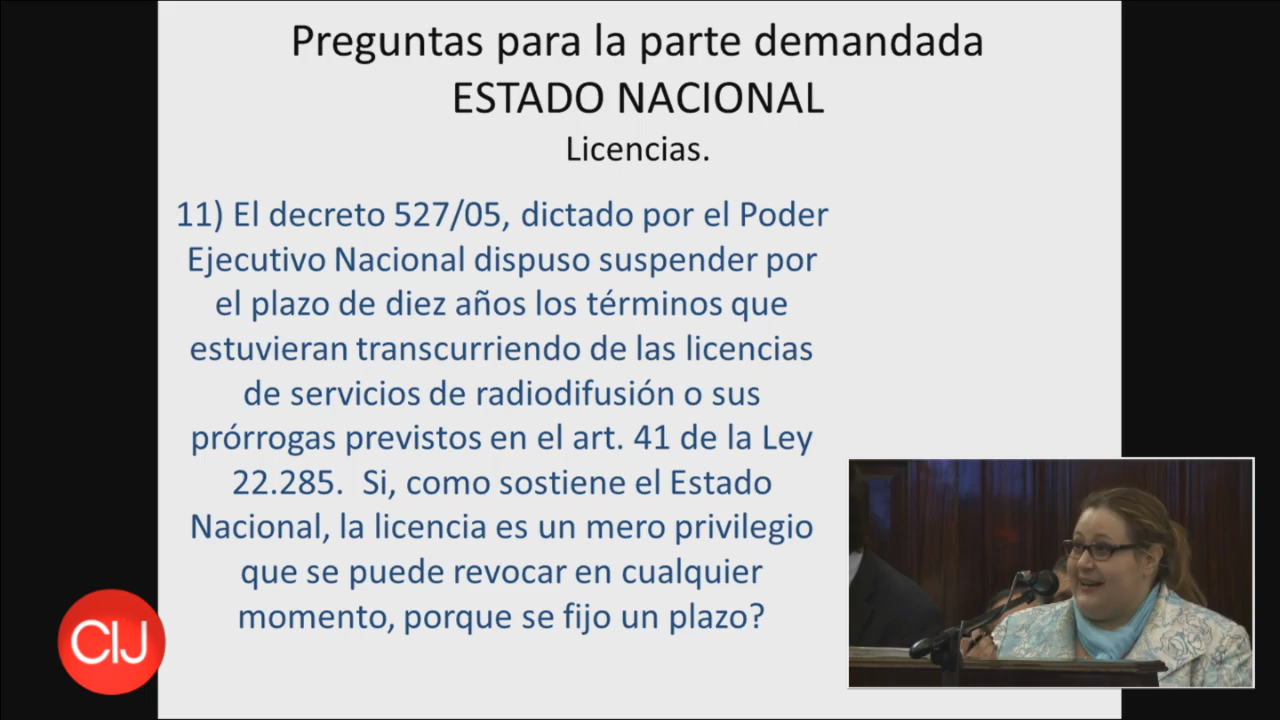 Preguntas para la parte demandada
ESTADO NACIONAL
Licencias.
11) El decreto 527/05, dictado por el Poder
Ejecutivo Nacional dispuso suspender por
el plazo de diez años los términos que
estuvieran transcurriendo de las licencias
de servicios de radiodifusión o sus
prórrogas previstos en el art. 41 de la Ley
22.285.  Si, como sostiene el Estado
Nacional, la licencia es un mero privilegio
que se puede revocar en cualquier
momento, porque se fijo un plazo?
CIJ